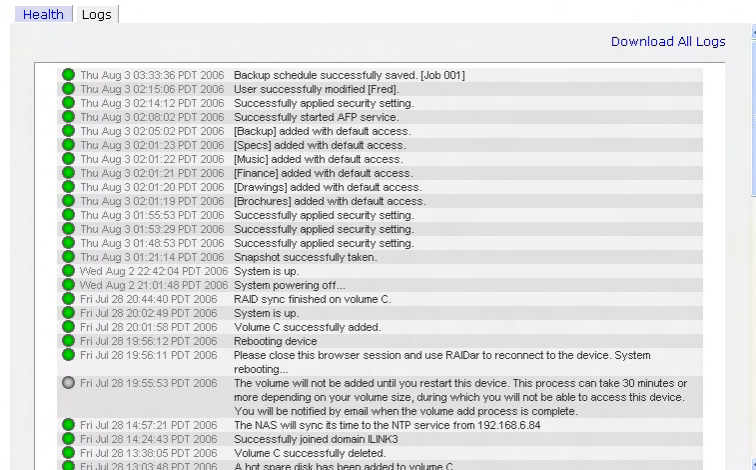 Health Logs
Download All Logs
Thu Aug 3 03:33:36 PDT 2006 Backup schedule successfully saved. [Job 001]
Thu Aug 3 02:15:06 PDT 2006 User successfully modified [Fred].
Thu Aug 3 02:14:12 PDT 2006 Successfully applied security setting.
Thu Aug 3 02:08:02 PDT 2006 Successfully started AFP service.
Thu Aug 3 02:05:02 PDT 2006 [Backup] added with default access.
Thu Aug 3 02:01:23 PDT 2006 [Specs] added with default access.
Thu Aug 3 02:01:22 PDT 2006 [Music] added with default access.
Thu Aug 3 02:01:21 PDT 2006 [Finance] added with default access.
Thu Aug 3 02:01:20 PDT 2006 [Drawings] added with default access.
Thu Aug 3 02:01:19 PDT 2006 [Brochures] added with default access.
Thu Aug 3 01:55:53 PDT 2006 Successfully applied security setting.
Thu Aug 3 01:53:29 PDT 2006 Successfully applied security setting.
Thu Aug 3 01:48:53 PDT 2006 Successfully applied security setting.
Thu Aug 3 01:21:14 PDT 2006 Snapshot successfully taken.
Wed Aug 2 22:42:04 PDT 2006 System is up.
Wed Aug 2 21:01:48 PDT 2006 System powering off...
Fri Jul 28 20:44:40 PDT 2006 RAID sync finished on volume C.
Fri Jul 28 20:02:49 PDT 2006 System is up.
Fri Jul 28 20:01:58 PDT 2006 Volume C successfully added.
Fri Jul 28 19:56:12 PDT 2006 Rebooting device
Fri Jul 28 19:56:11 PDT 2006 Please close this browser session and use RAIDar to reconnect to the device. System
rebooting...
Fri Jul 28 19:55:53 PDT 2006 The volume will not be added until you restart this device. This process can take 30 minutes or
more depending on your volume size, during which you will not be able to access this device.
You will be notified by email when the volume add process is complete.
Fri Jul 28 14:57:21 PDT 2006 The NAS will sync its time to the NTP service from 192.168.6.84
Fri Jul 28 14:24:43 PDT 2006 Successfully joined domain ILINK3
Fri Jul 28 13:38:05 PDT 2006 Volume C successfully deleted.
Fri Jul 28 13:03:48 PDT 2006 A hot spare disk has been added to volume C